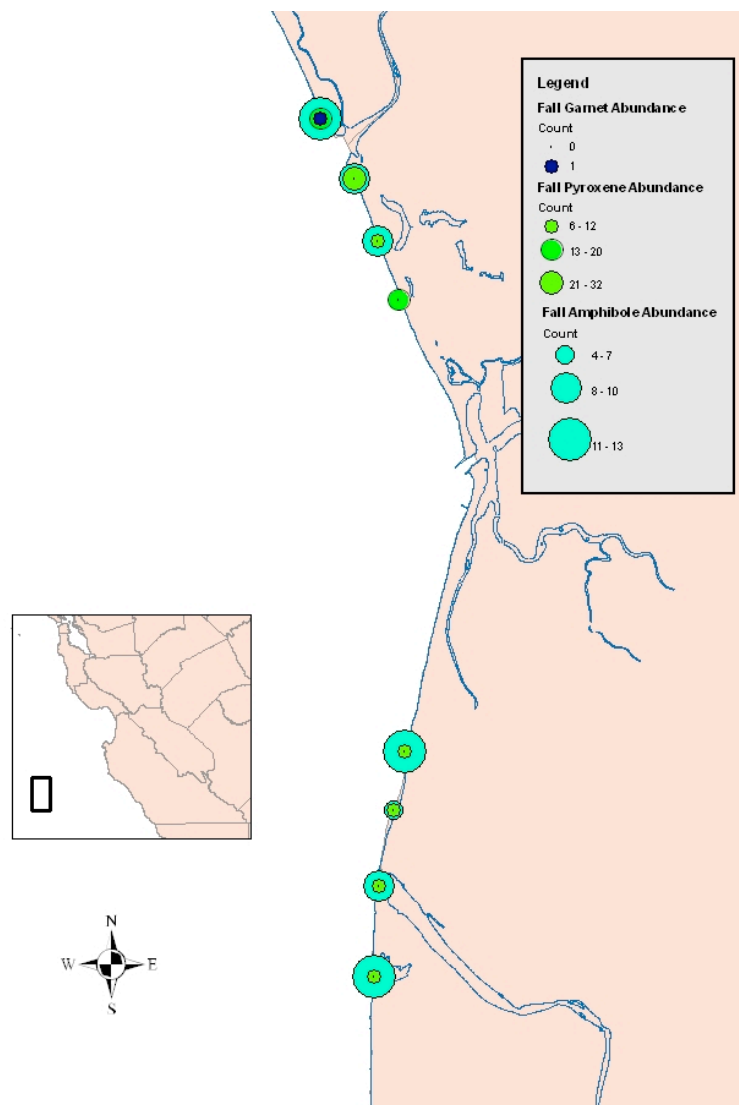 Legend
Fall Garnet Abundance
Count
0
1
Fall Pyroxene Abundance
Count
6 - 12
13 - 20
21 - 32
Fall Amphibole Abundance
Count
4 - 7
8 - 10
11 - 13
N
W E
S